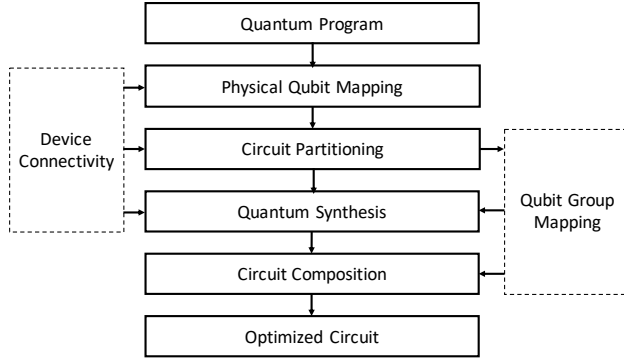 Quantum Program
Physical Qubit Mapping
Device
Connectivity
Circuit Partitioning
Qubit Group
Mapping
Quantum Synthesis
Circuit Composition
Optimized Circuit